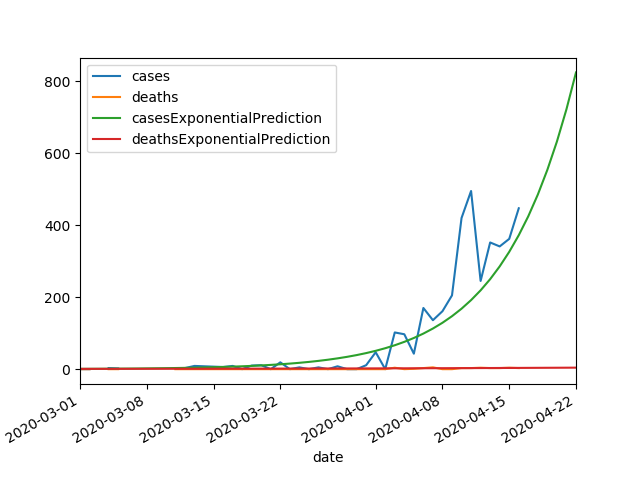 cases
deaths
casesExponentialPrediction
deathsExponentialPrediction
800
600
400
200
0
2020-03-01
2020-03-08
2020-03-15
2020-03-22
2020-04-01
2020-04-08
2020-04-15
2020-04-22
date